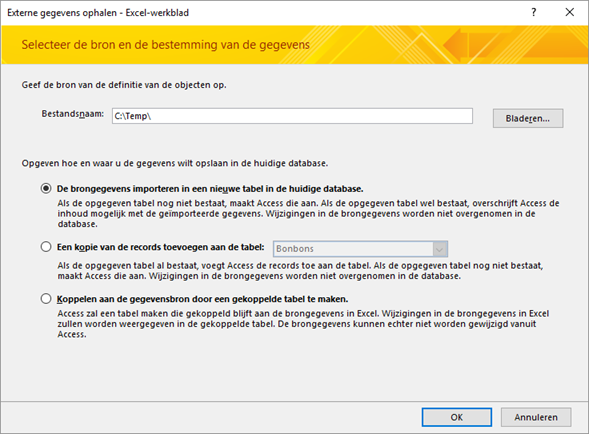 Externe gegevens ophalen - Excel-werkblad
Selecteer de bron en de bestemming van de gegevens
Geef de bron van de definitie van de objecten op.
Bestandsnaam: C:\Temp\ Bladeren...
Opgeven hoe en waar u de gegevens wilt opslaan in de huidige database.
De brongegevens importeren in een nieuwe tabel in de huidige database.
Als de opgegeven tabel nog niet bestaat, maakt Access die aan. Als de opgegeven tabel wel bestaat, overschrijft Access de
inhoud mogelijk met de geïmporteerde gegevens. Wijzigingen in de brongegevens worden niet overgenomen in de
database.
Een kopie van de records toevoegen aan de tabel: Bonbons
Als de opgegeven tabel al bestaat, voegt Access de records toe aan de tabel. Als de opgegeven tabel nog niet bestaat,
maakt Access die aan. Wijzigingen in de brongegevens worden niet overgenomen in de database.
Koppelen aan de gegevensbron door een gekoppelde tabel te maken.
Access zal een tabel maken die gekoppeld blijft aan de brongegevens in Excel. Wijzigingen in de brongegevens in Excel
zullen worden weergegeven in de gekoppelde tabel. De brongegevens kunnen echter niet worden gewijzigd vanuit
Access.
OK Annuleren